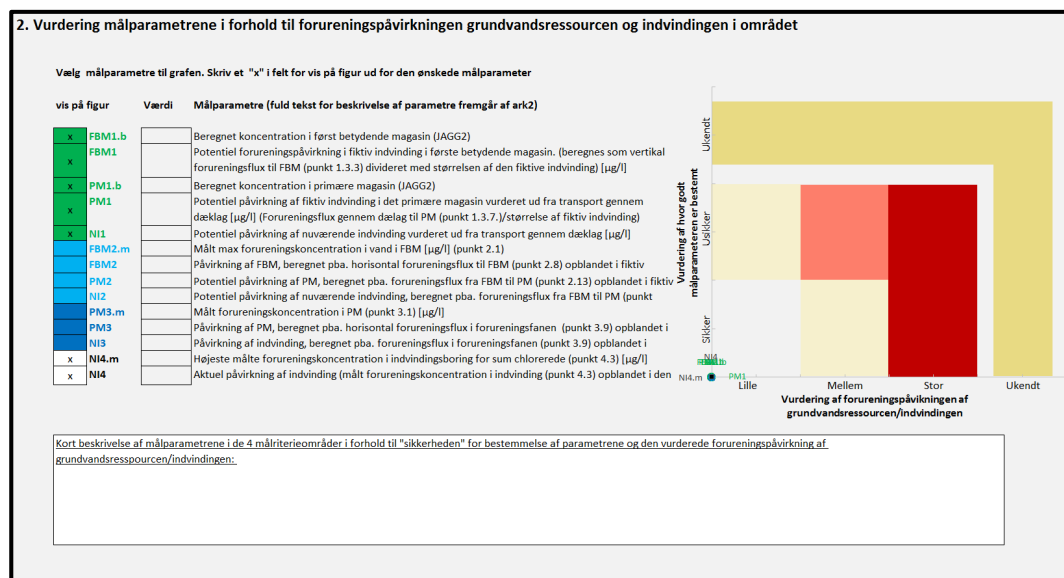 2. Vurdering målparametrene i forhold til forureningspåvirkningen grundvandsressourcen og indvindingen i området
Vælg målparametre til grafen. Skriv et "x" i felt for vis på figur ud for den ønskede målparameter
vis på figur Værdi Målparametre (fuld tekst for beskrivelse af parametre fremgår af ark2)
x FBM1.b Beregnet koncentration i først betydende magasin (JAGG2)
x FBM1 Potentiel forureningspåvirkning i fiktiv indvinding i første betydende magasin. (beregnes som vertikal
forureningsflux til FBM (punkt 1.3.3) divideret med størrelsen af den fiktive indvinding) [µg/l]
x PM1.b Beregnet koncentration i primære magasin (JAGG2)
x PM1 Potentiel påvirkning af fiktiv indvinding i det primære magasin vurderet ud fra transport gennem
dæklag [µg/l] (Forureningsflux gennem dælag til PM (punkt 1.3.7.)/størrelse af fiktiv indvinding)
x NI1 Potentiel påvirkning af nuværende indvinding vurderet ud fra transport gennem dæklag [µg/l]
FBM2.m Målt max forureningskoncentration i vand i FBM [µg/l] (punkt 2.1)
FBM2 Påvirkning af FBM, beregnet pba. horisontal forureningsflux til FBM (punkt 2.8) opblandet i fiktiv
PM2 Potentiel påvirkning af PM, beregnet pba. forureningsflux fra FBM til PM (punkt 2.13) opblandet i fiktiv
NI2 Potentiel påvirkning af nuværende indvinding, beregnet pba. forureningsflux fra FBM til PM (punkt
PM3.m Målt forureningskoncentration i PM (punkt 3.1) [µg/l]
PM3 Påvirkning af PM, beregnet pba. horisontal forureningsflux i forureningsfanen (punkt 3.9) opblandet i
NI3 Påvirkning af indvinding, beregnet pba. forureningsflux i forureningsfanen (punkt 3.9) opblandet i
x NI4.m Højeste målte forureningskoncentration i indvindingsboring for sum chlorerede (punkt 4.3) [µg/l]
x NI4 Aktuel påvirkning af indvinding (målt forureningskoncentration i indvinding (punkt 4.3) opblandet i den
Vurdering af hvor godt
målparameteren er bestemt
Ukendt
Usikker
Sikker
NI4
NI4.m PM1
Lille Mellem Stor Ukendt
Vurdering af forureningspåvikningen af
grundvandsressourcen/indvindingen
Kort beskrivelse af målparametrene i de 4 målriterieområder i forhold til "sikkerheden" for bestemmelse af parametrene og den vurderede forureningspåvirkning af
grundvandsresspourcen/indvindingen: